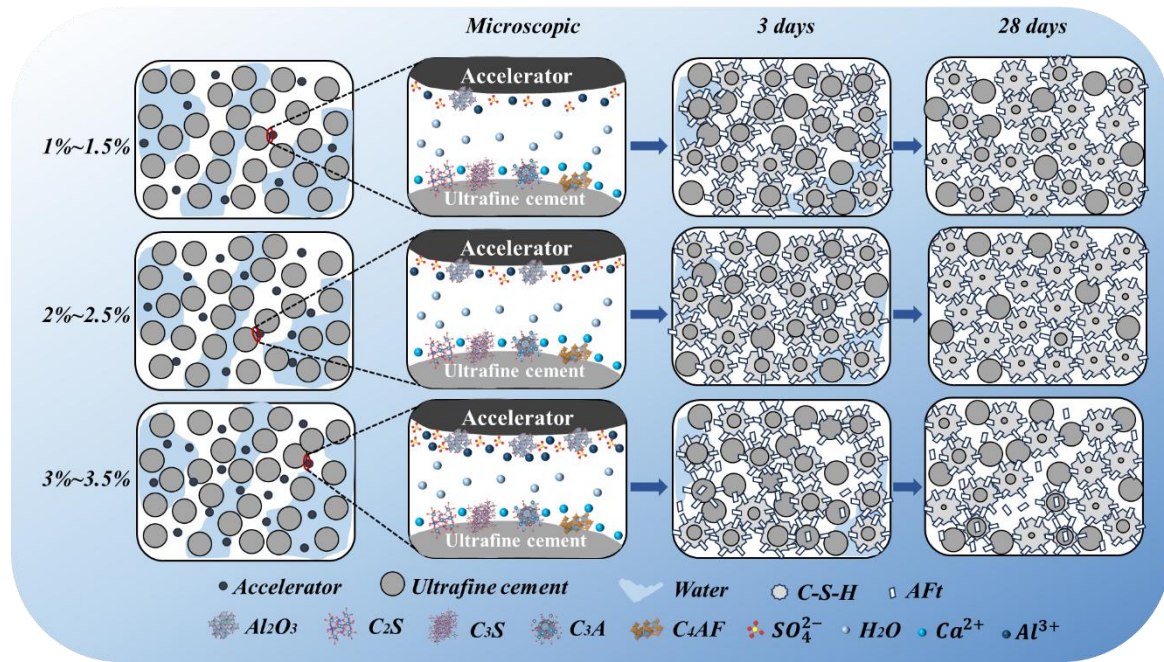 Microscopic 3 days 28 days
1%~1.5%
Accelerator
Ultrafine cement
2%~2.5%
Accelerator
Ultrafine cement
3%~3.5%
Accelerator
Ultrafine cement
Accelerator Ultrafine cement Water C-S-H AFt
Al₂O₃ C₂S C₃S C₃A C₄AF SO₄²⁻ H₂O Ca²⁺ Al³⁺